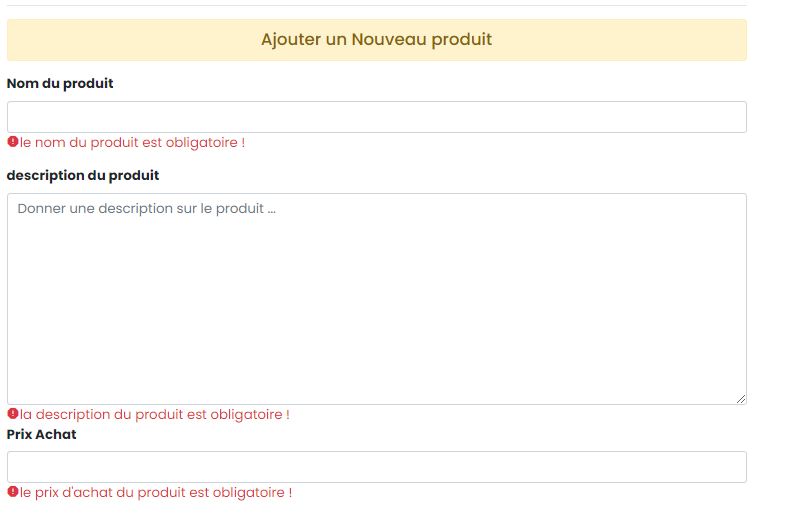 Ajouter un Nouveau produit
Nom du produit
le nom du produit est obligatoire !
description du produit
Donner une description sur le produit ...
la description du produit est obligatoire !
Prix Achat
le prix d'achat du produit est obligatoire !